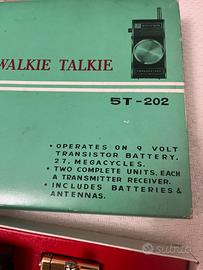 WALKIE TALKIE
5T-202
• OPERATES ON 9 VOLT
TRANSISTOR BATTERY.
27. MEGACYCLES.
• TWO COMPLETE UNITS, EACH
A TRANSMITTER RECEIVER.
• INCLUDES BATTERIES &
ANTENNAS.
subito